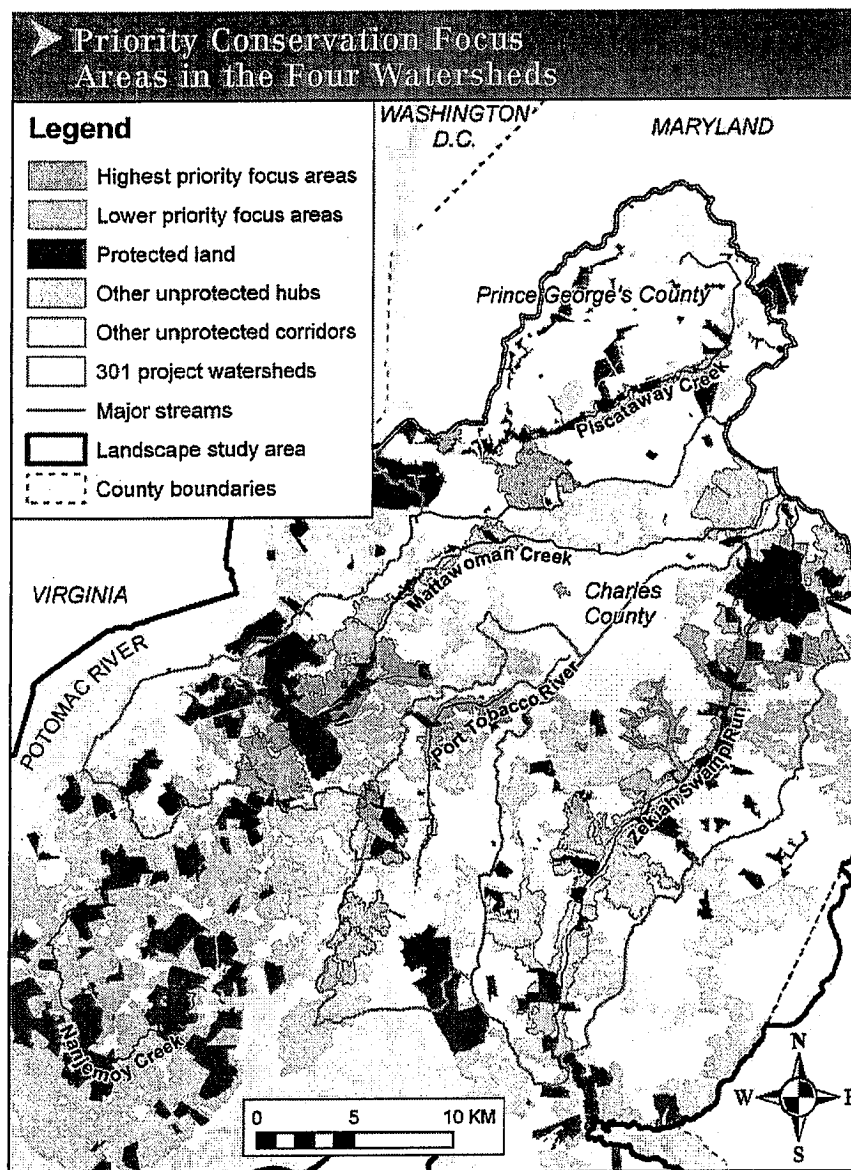 Priority Conservation Focus
Areas in the Four Watersheds
Legend
Highest priority focus areas
Lower priority focus areas
Protected land
Other unprotected hubs
Other unprotected corridors
301 project watersheds
Major streams
Landscape study area
County boundaries
WASHINGTON
D.C.
MARYLAND
Prince George's County
Piscataway Creek
Mattawoman Creek
VIRGINIA
Charles
County
POTOMAC RIVER
Port Tobacco River
Zekiah Swamp Run
Nanjemoy Creek
0 5 10 KM
N
W E
S